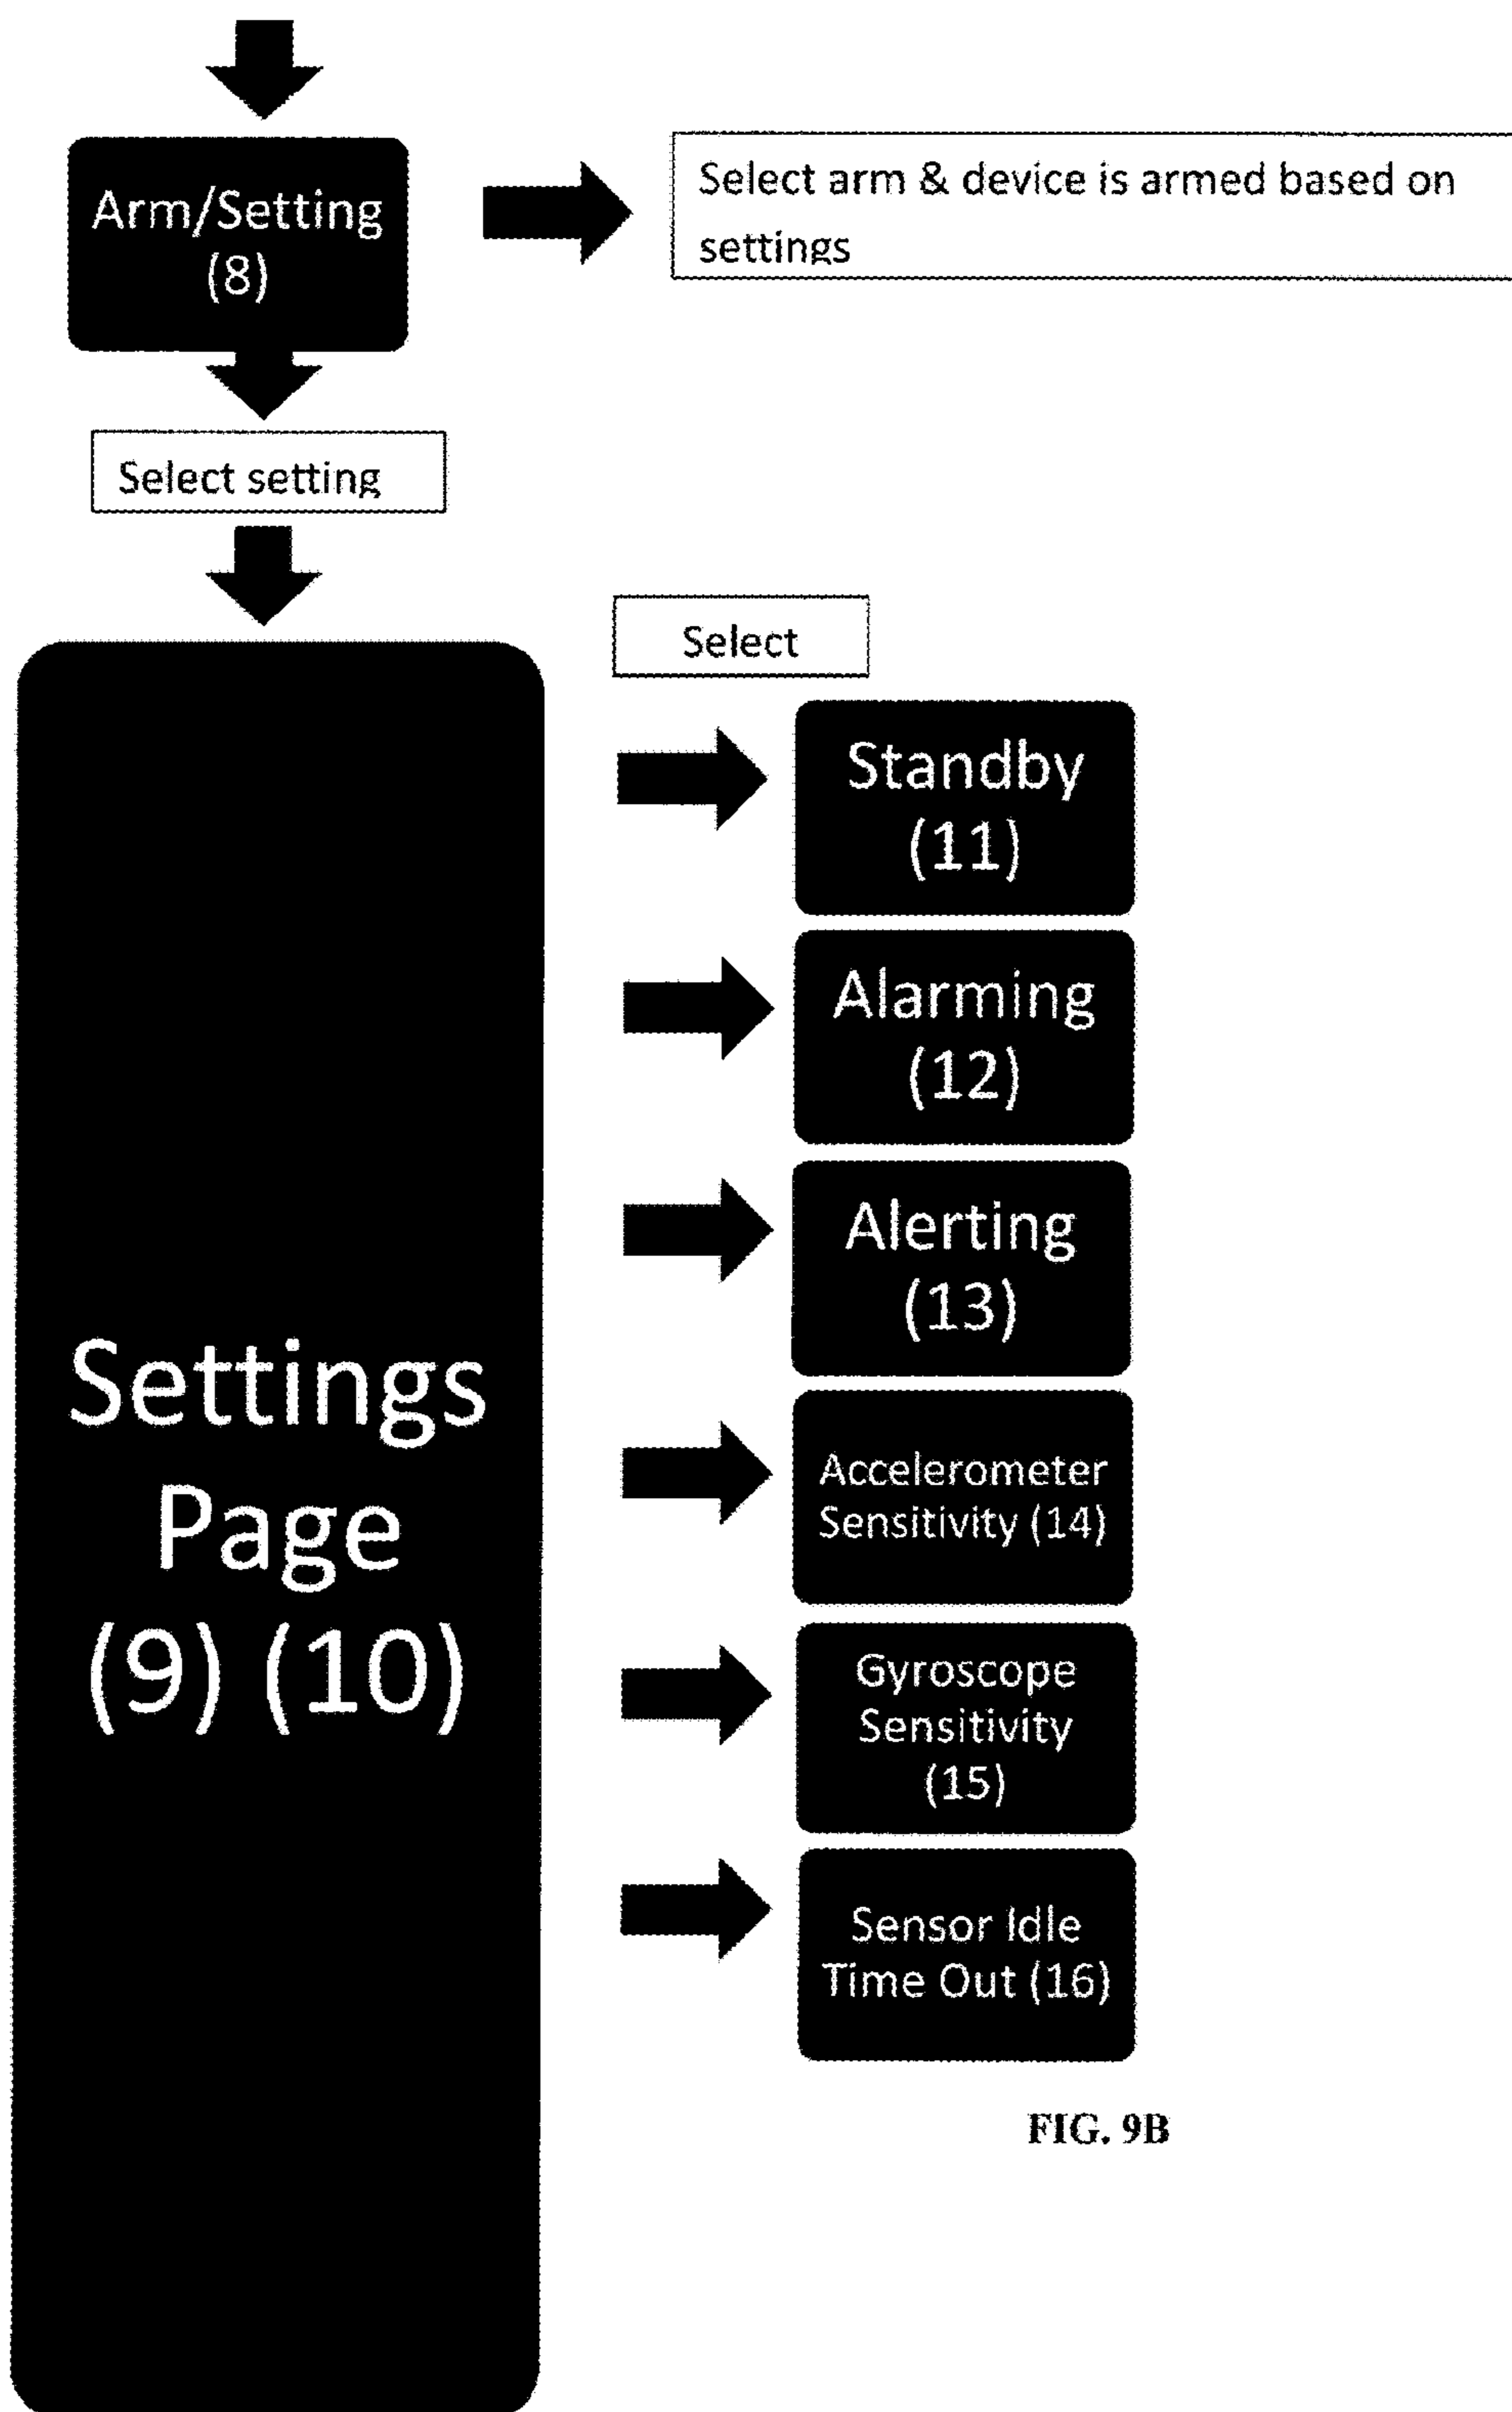 Arm/Setting
(8)
Select arm & device is armed based on
settings
Select setting
Select
Settings
Page
(9) (10)
Standby
(11)
Alarming
(12)
Alerting
(13)
Accelerometer
Sensitivity (14)
Gyroscope
Sensitivity
(15)
Sensor Idle
Time Out (16)
FIG. 9B